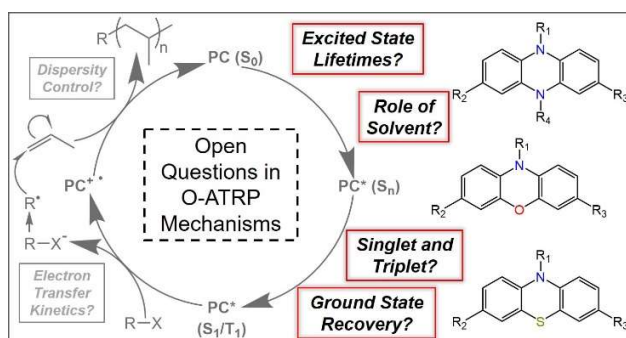 R
n
Dispersity
Control?
PC (S0)
Excited State
Lifetimes?
Role of
Solvent?
Open
Questions in
O-ATRP
Mechanisms
PC+•
R•
R—X-
Electron
Transfer
Kinetics?
R—X
PC* (Sn)
Singlet and
Triplet?
Ground State
Recovery?
PC*
(S1/T1)
R1
N
R2
N
R3
R4
R1
N
R2
O
R3
R1
N
R2
S
R3